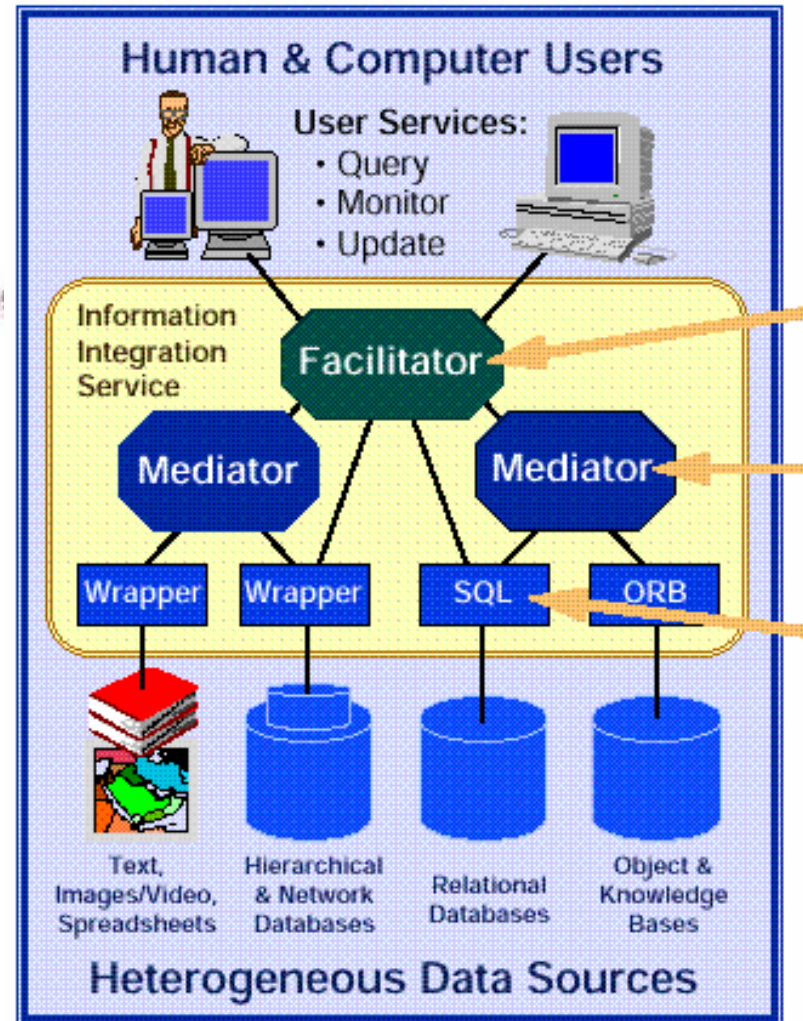 Human & Computer Users
User Services:
• Query
• Monitor
• Update
Information
Integration
Service
Facilitator
Mediator
Mediator
Wrapper
Wrapper
SQL
ORB
Text,
Images/Video,
Spreadsheets
Hierarchical
& Network
Databases
Relational
Databases
Object &
Knowledge
Bases
Heterogeneous Data Sources